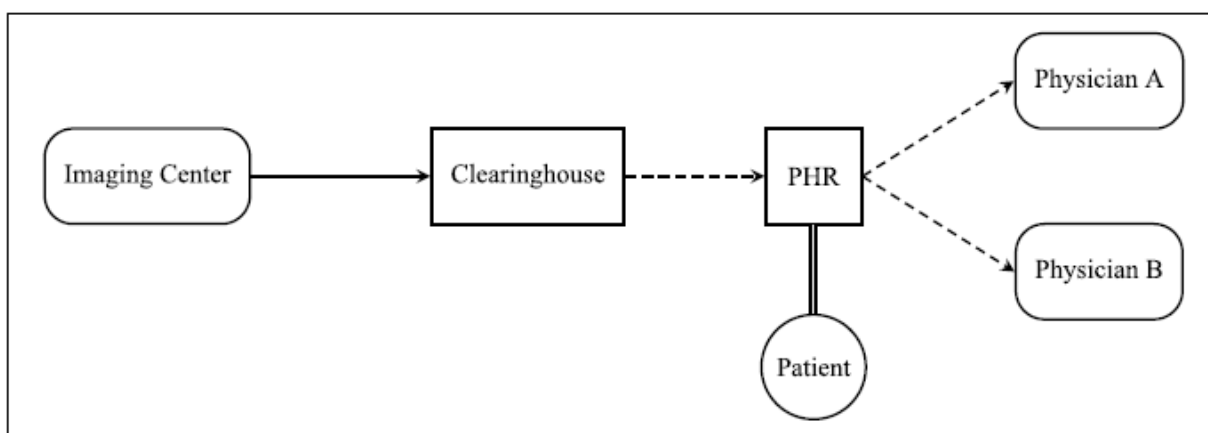 Imaging Center
Clearinghouse
PHR
Physician A
Physician B
Patient